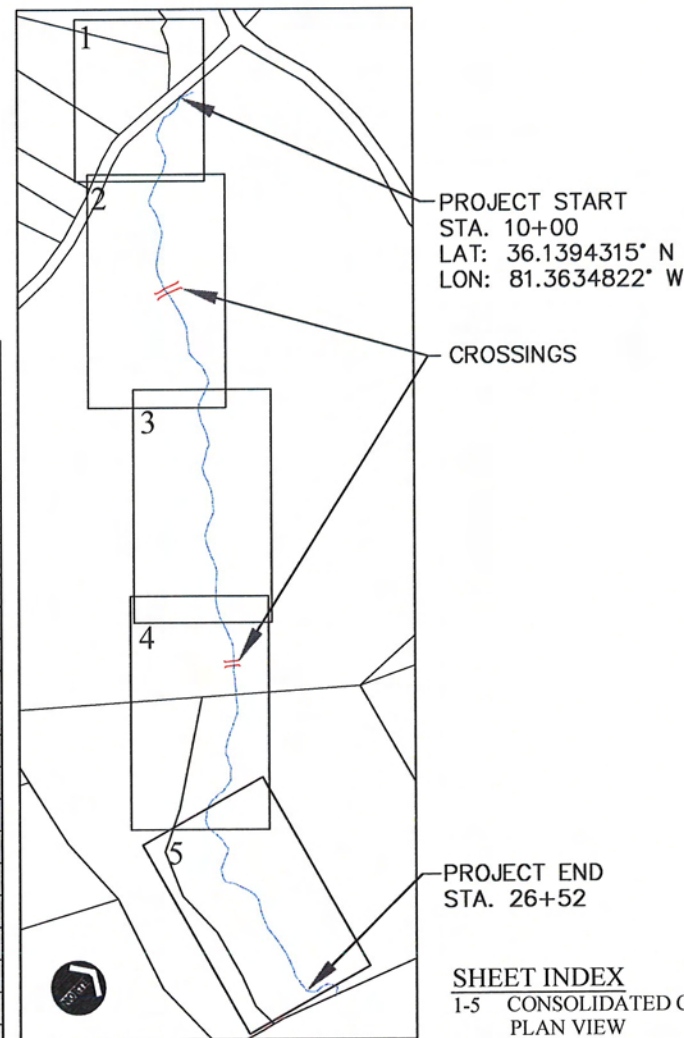 1
2
3
4
5
PROJECT START
STA. 10+00
LAT: 36.1394315° N
LON: 81.3634822° W
CROSSINGS
PROJECT END
STA. 26+52
SHEET INDEX
1-5 CONSOLIDATED
PLAN VIEW